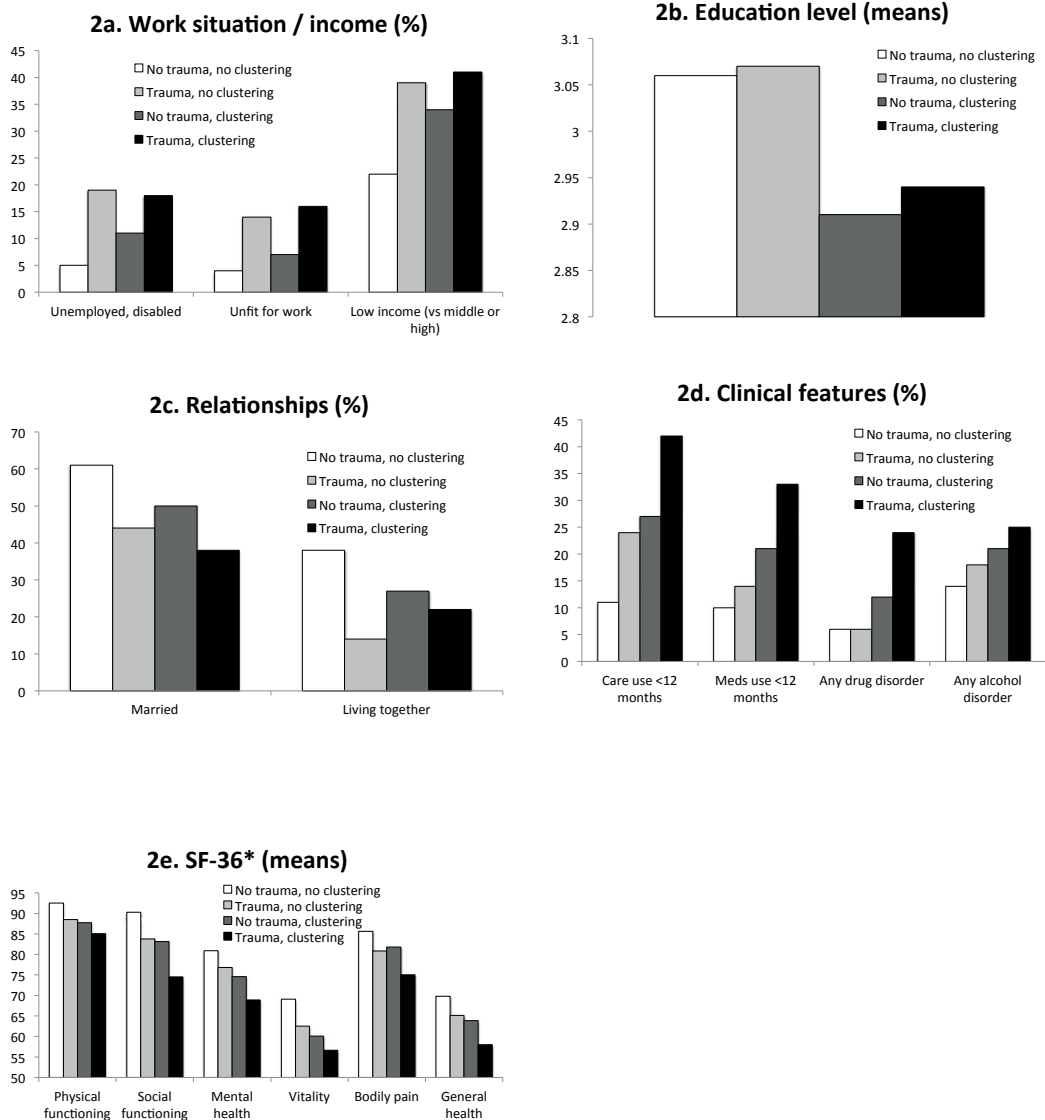 2a. Work situation / income (%)
45
40
35
30
25
20
15
10
5
0
No trauma, no clustering
Trauma, no clustering
No trauma, clustering
Trauma, clustering
Unemployed, disabled
Unfit for work
Low income (vs middle or
high)
2b. Education level (means)
3.1
3.05
3
2.95
2.9
2.85
2.8
No trauma, no clustering
Trauma, no clustering
No trauma, clustering
Trauma, clustering
2c. Relationships (%)
70
60
50
40
30
20
10
0
No trauma, no clustering
Trauma, no clustering
No trauma, clustering
Trauma, clustering
Married
Living together
2d. Clinical features (%)
45
40
35
30
25
20
15
10
5
0
No trauma, no clustering
Trauma, no clustering
No trauma, clustering
Trauma, clustering
Care use <12
months
Meds use <12
months
Any drug disorder
Any alcohol
disorder
2e. SF-36* (means)
95
90
85
80
75
70
65
60
55
50
No trauma, no clustering
Trauma, no clustering
No trauma, clustering
Trauma, clustering
Physical
functioning
Social
functioning
Mental
health
Vitality
Bodily pain
General
health